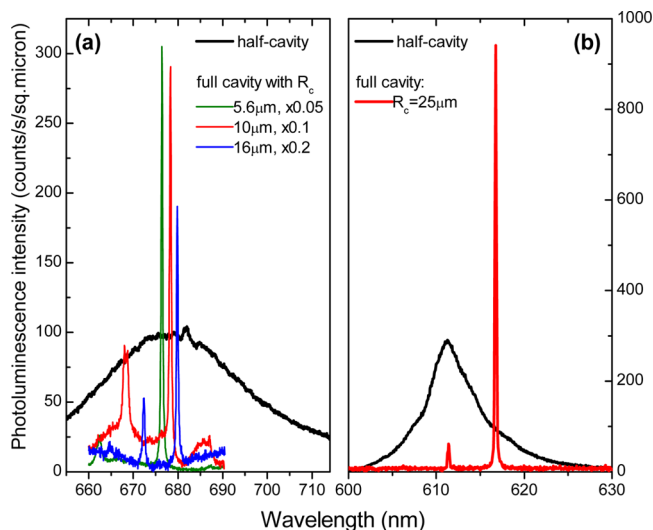 (a)
half-cavity
full cavity with Rc
5.6μm, x0.05
10μm, x0.1
16μm, x0.2
(b)
half-cavity
full cavity:
Rc=25μm
Photoluminescence intensity (counts/s/sq.micron)
300
250
200
150
100
50
0
1000
800
600
400
200
0
660 670 680 690 700 710
600 610 620 630
Wavelength (nm)